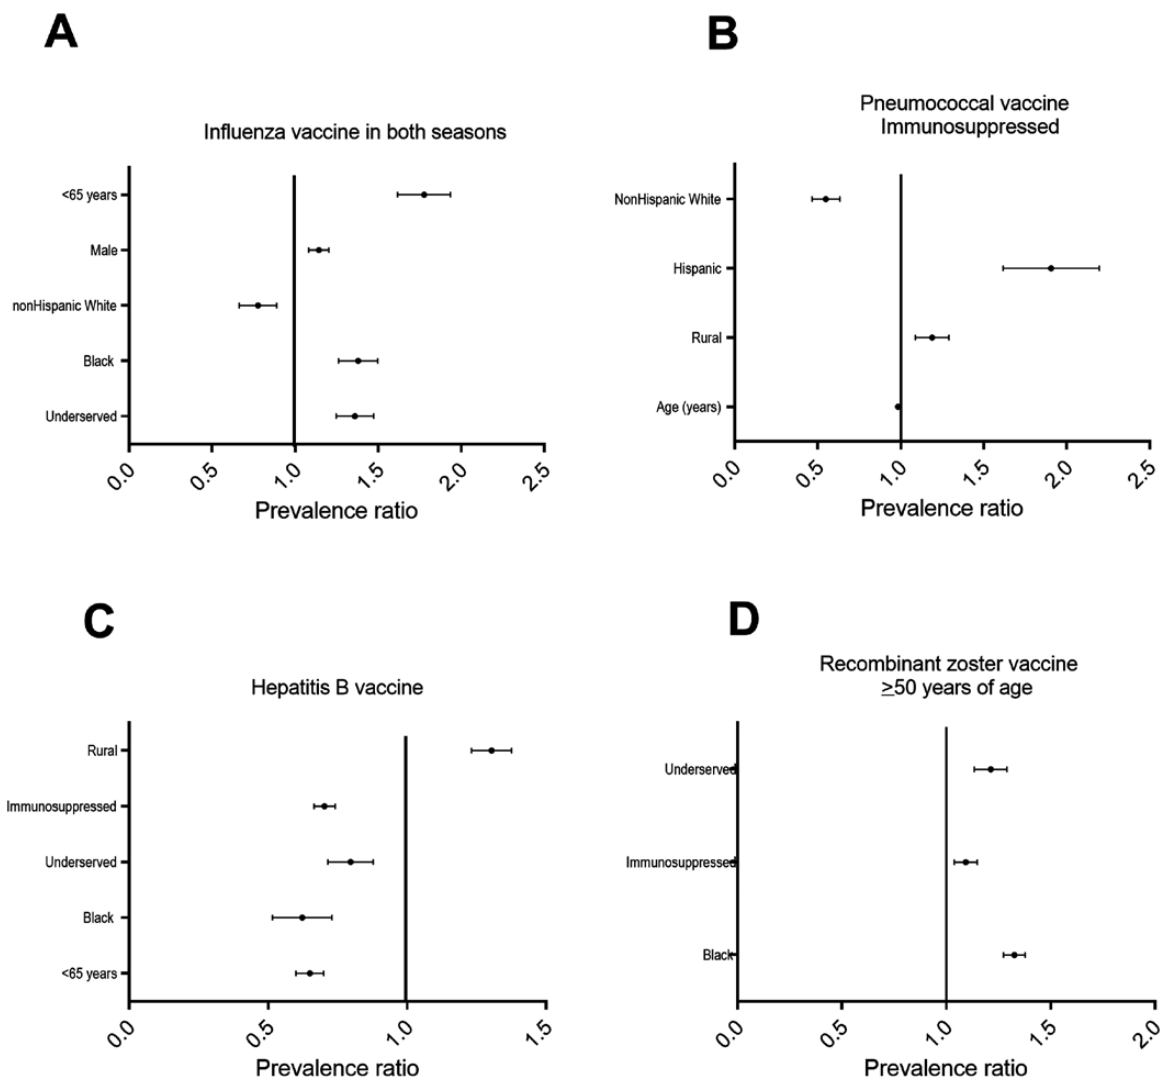 A
Influenza vaccine in both seasons
<65 years
Male
nonHispanic White
Black
Underserved
0.0 0.5 1.0 1.5 2.0 2.5
Prevalence ratio
B
Pneumococcal vaccine
Immunosuppressed
NonHispanic White
Hispanic
Rural
Age (years)
0.0 0.5 1.0 1.5 2.0 2.5
Prevalence ratio
C
Hepatitis B vaccine
Rural
Immunosuppressed
Underserved
Black
<65 years
0.0 0.5 1.0 1.5
Prevalence ratio
D
Recombinant zoster vaccine
≥50 years of age
Underserved
Immunosuppressed
Black
0.0 0.5 1.0 1.5 2.0
Prevalence ratio